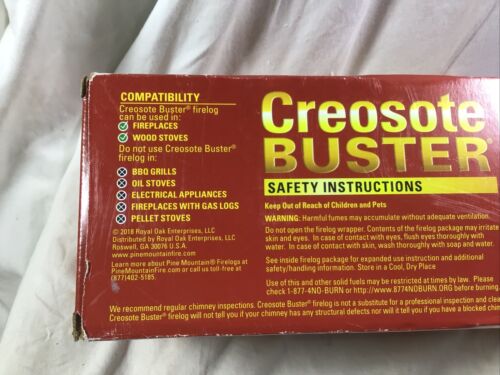 COMPATIBILITY
Creosote Buster® firelog
can be used in:
FIREPLACES
WOOD STOVES
Do not use Creosote Buster®
firelog in:
BBQ GRILLS
OIL STOVES
ELECTRICAL APPLIANCES
FIREPLACES WITH GAS LOGS
PELLET STOVES
© 2018 Royal Oak Enterprises, LLC
Distributed by Royal Oak Enterprises, LLC
Roswell, GA 30076 U.S.A.
www.pinemountainfire.com
Learn more about Pine Mountain® Firelogs at
PineMountainFire.com or call us toll-free at
(877)402-5185.
Creosote
BUSTER
SAFETY INSTRUCTIONS
Keep Out of Reach of Children and Pets
WARNING: Harmful fumes may accumulate without adequate ventilation.
Do not open the firelog wrapper. Contents of the firelog may irritate
skin and eyes. In case of contact with eyes, flush eyes thoroughly with
water. In case of contact with skin, wash thoroughly with soap and water.
See inside firelog package for expanded use instruction and additional
safety/handling information. Store in a Cool, Dry Place
Use of this and other solid fuels may be restricted at times by law. Please
check 1-877-4NO-BURN or http://www.8774NOBURN.ORG before burning.
We recommend regular chimney inspections. Creosote Buster® firelog is not a substitute for a professional inspection and
Creosote Buster® firelog will not tell you if your chimney has any structural defects nor will it tell you if you have a blocked